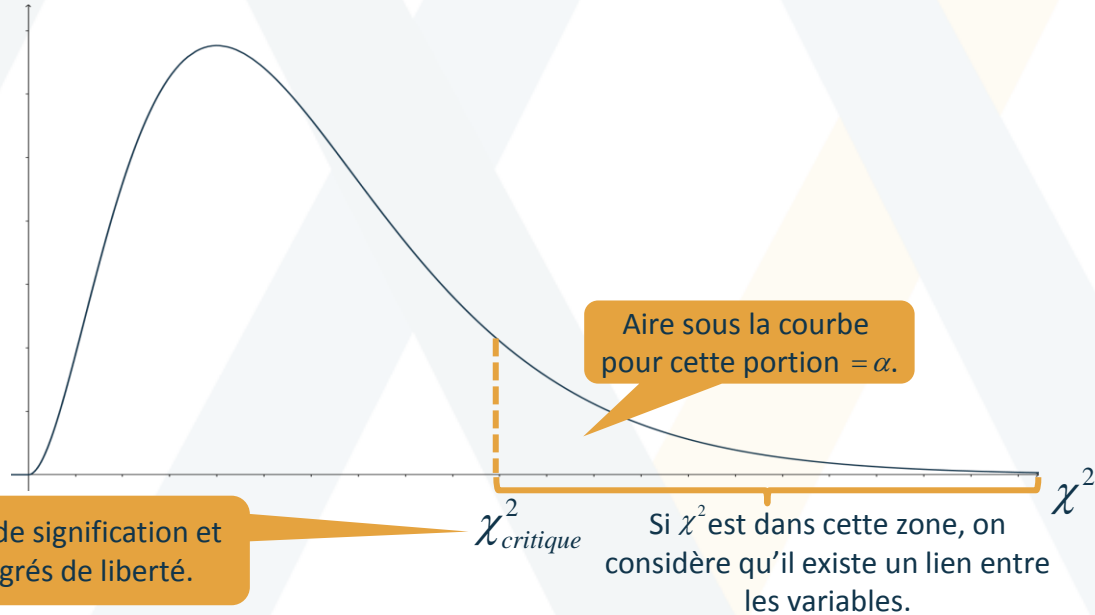 Aire sous la courbe
pour cette portion = α.
χ²
χ²critique
de signification et
grés de liberté.
Si χ² est dans cette zone, on
considère qu'il existe un lien entre
les variables.